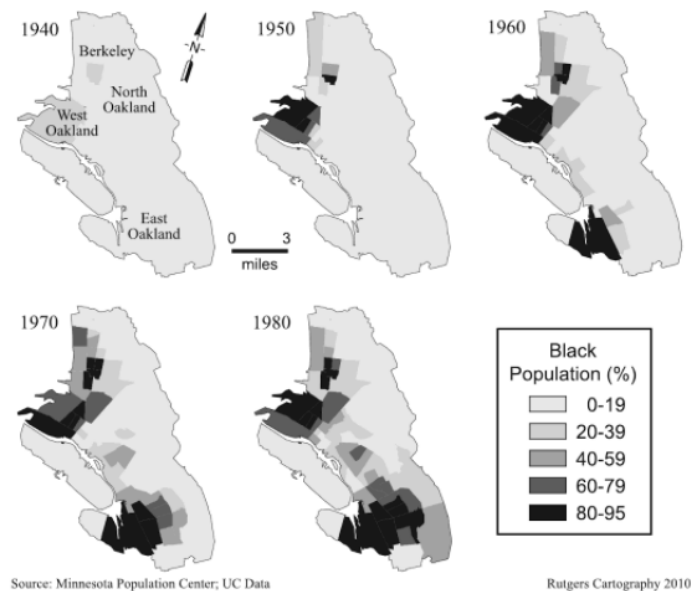 1940
Berkeley
-N-
North
Oakland
West
Oakland
East
Oakland
0 3
miles
1950
1960
1970
1980
Black
Population (%)
0-19
20-39
40-59
60-79
80-95
Source: Minnesota Population Center; UC Data
Rutgers Cartography 2010